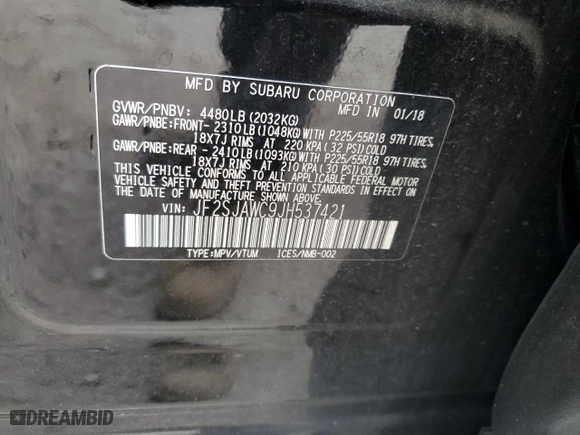 MFD BY SUBARU CORPORATION
GVWR/PNBV: 4480LB(2032KG) MFD IN 01/18
GAWR/PNBE:FRONT- 2310LB(1048KG)WITH P225/55R18 97H TIRES,
18X7J RIMS AT 220 KPA(32 PSI)COLD
GAWR/PNBE:REAR - 2410LB(1093KG)WITH P225/55R18 97H TIRES,
18X7J RIMS AT 210 KPA(30 PSI)COLD
THIS VEHICLE CONFORMS TO ALL APPLICABLE FEDERAL MOTOR
VEHICLE SAFETY AND THEFT PREVENTION STANDARDS IN EFFECT ON
THE DATE OF MANUFACTURE SHOWN ABOVE.
VIN: JF2SJAWC9JH537421
TYPE:MPV/VTUM ICES/NMB-002
DREAMBID